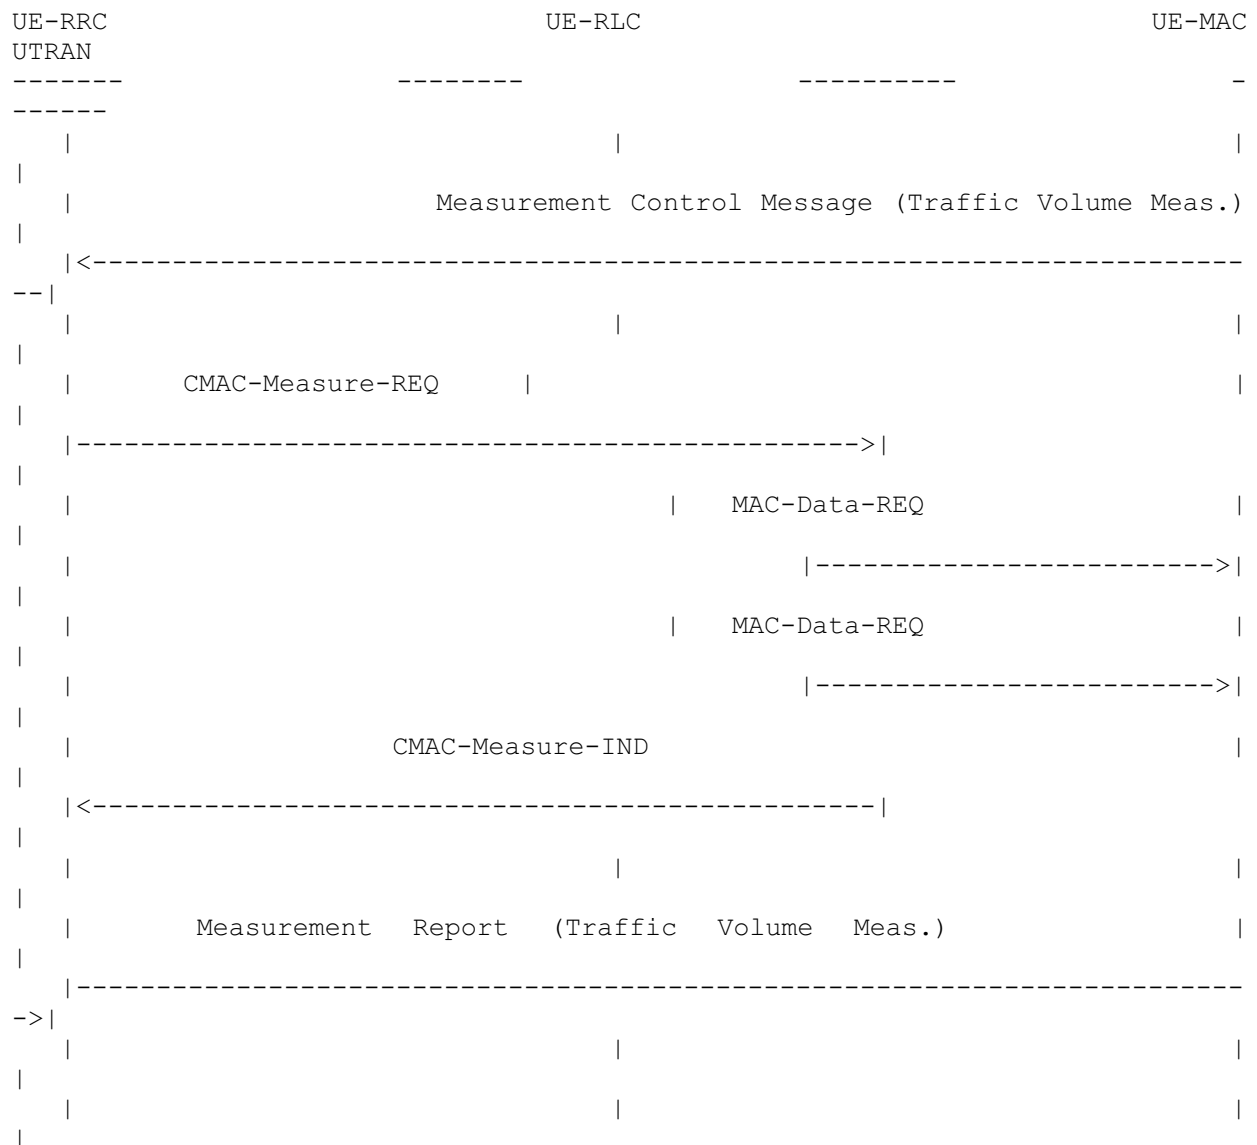 UE-RRC UE-RLC UE-MAC
UTRAN
------- -------- ---------- -
------
| | |
|
| Measurement Control Message (Traffic Volume Meas.)
|
|<------------------------------------------------------------------------
--|
| | |
|
| CMAC-Measure-REQ | |
|
|------------------------------------------------->|
|
| | MAC-Data-REQ |
|
| |------------------------->|
|
| | MAC-Data-REQ |
|
| |------------------------->|
|
| CMAC-Measure-IND |
|
|<-------------------------------------------------|
|
| | |
|
| Measurement Report (Traffic Volume Meas.) |
|
|-------------------------------------------------------------------------
->|
| | |
|
| | |
|